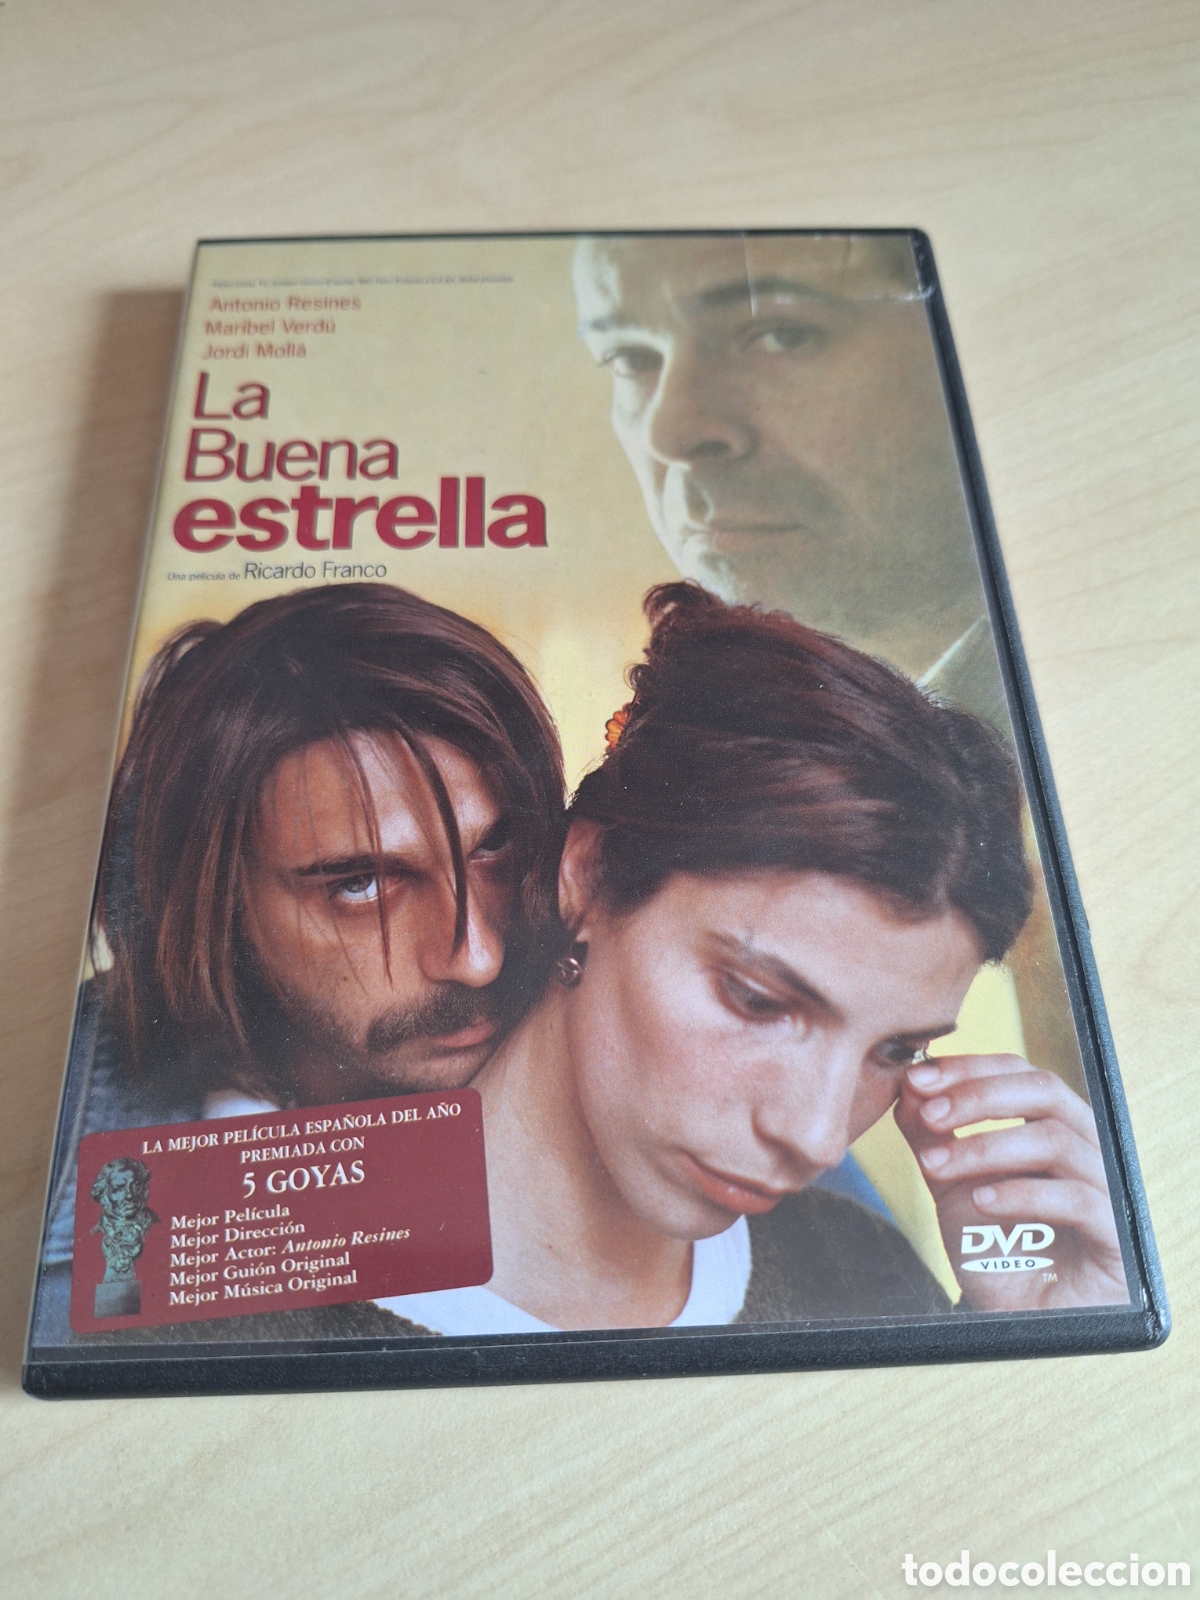 Antonio Resines
Maribel Verdú
Jordi Mollá
La
Buena
estrella
Una película de Ricardo Franco
LA MEJOR PELÍCULA ESPAÑOLA DEL AÑO
PREMIADA CON
5 GOYAS
Mejor Película
Mejor Dirección
Mejor Actor: Antonio Resines
Mejor Guión Original
Mejor Música Original
DVD
VIDEO
TM
todocoleccion